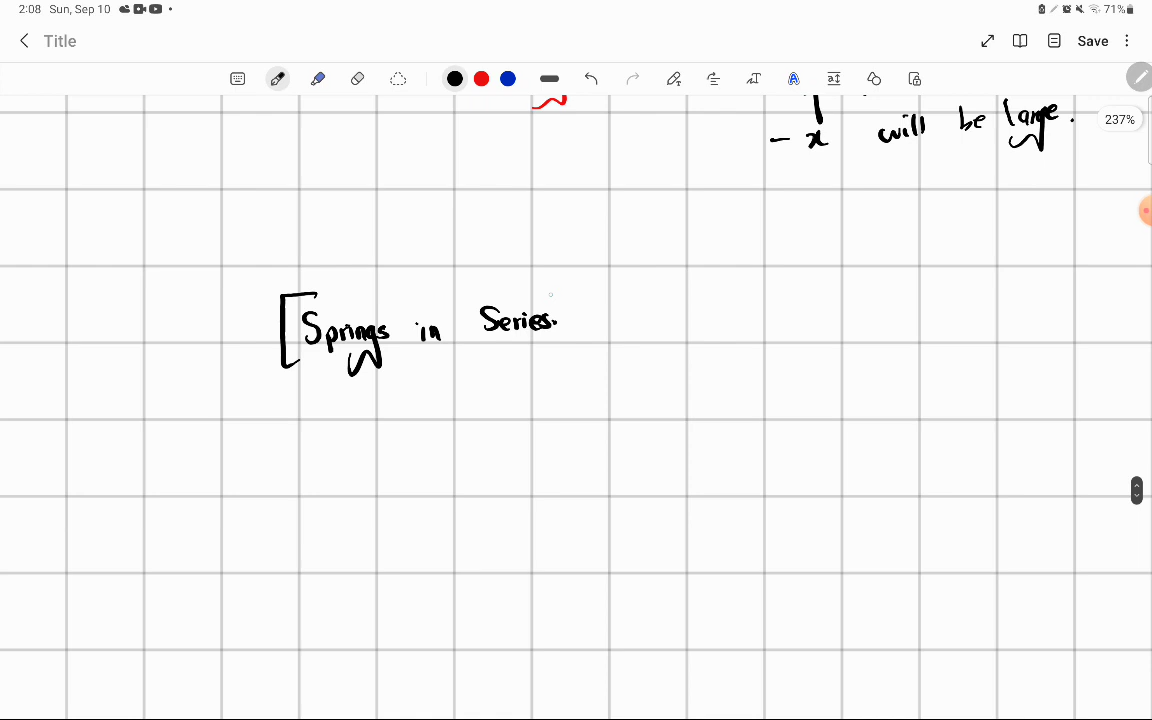 2:08 Sun, Sep 10
71%
Title
Save
237%
- x will be large.
[Springs in Series.